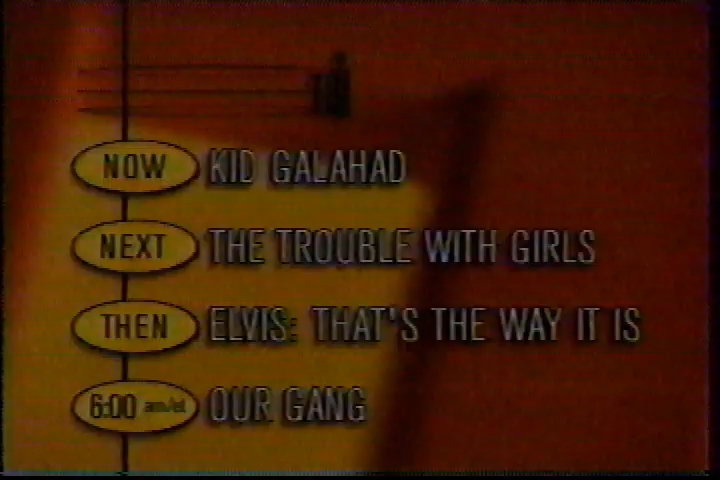 NOW KID GALAHAD
NEXT THE TROUBLE WITH GIRLS
THEN ELVIS: THAT'S THE WAY IT IS
6:00 am/et OUR GANG